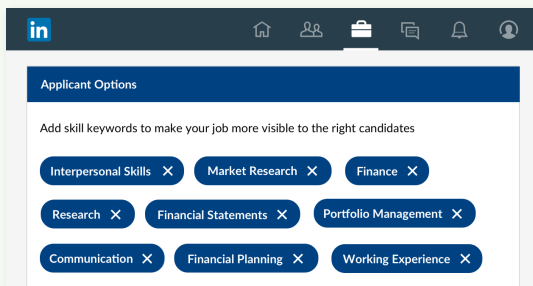 in
Applicant Options
Add skill keywords to make your job more visible to the right candidates
Interpersonal Skills X Market Research X Finance X
Research X Financial Statements X Portfolio Management X
Communication X Financial Planning X Working Experience X